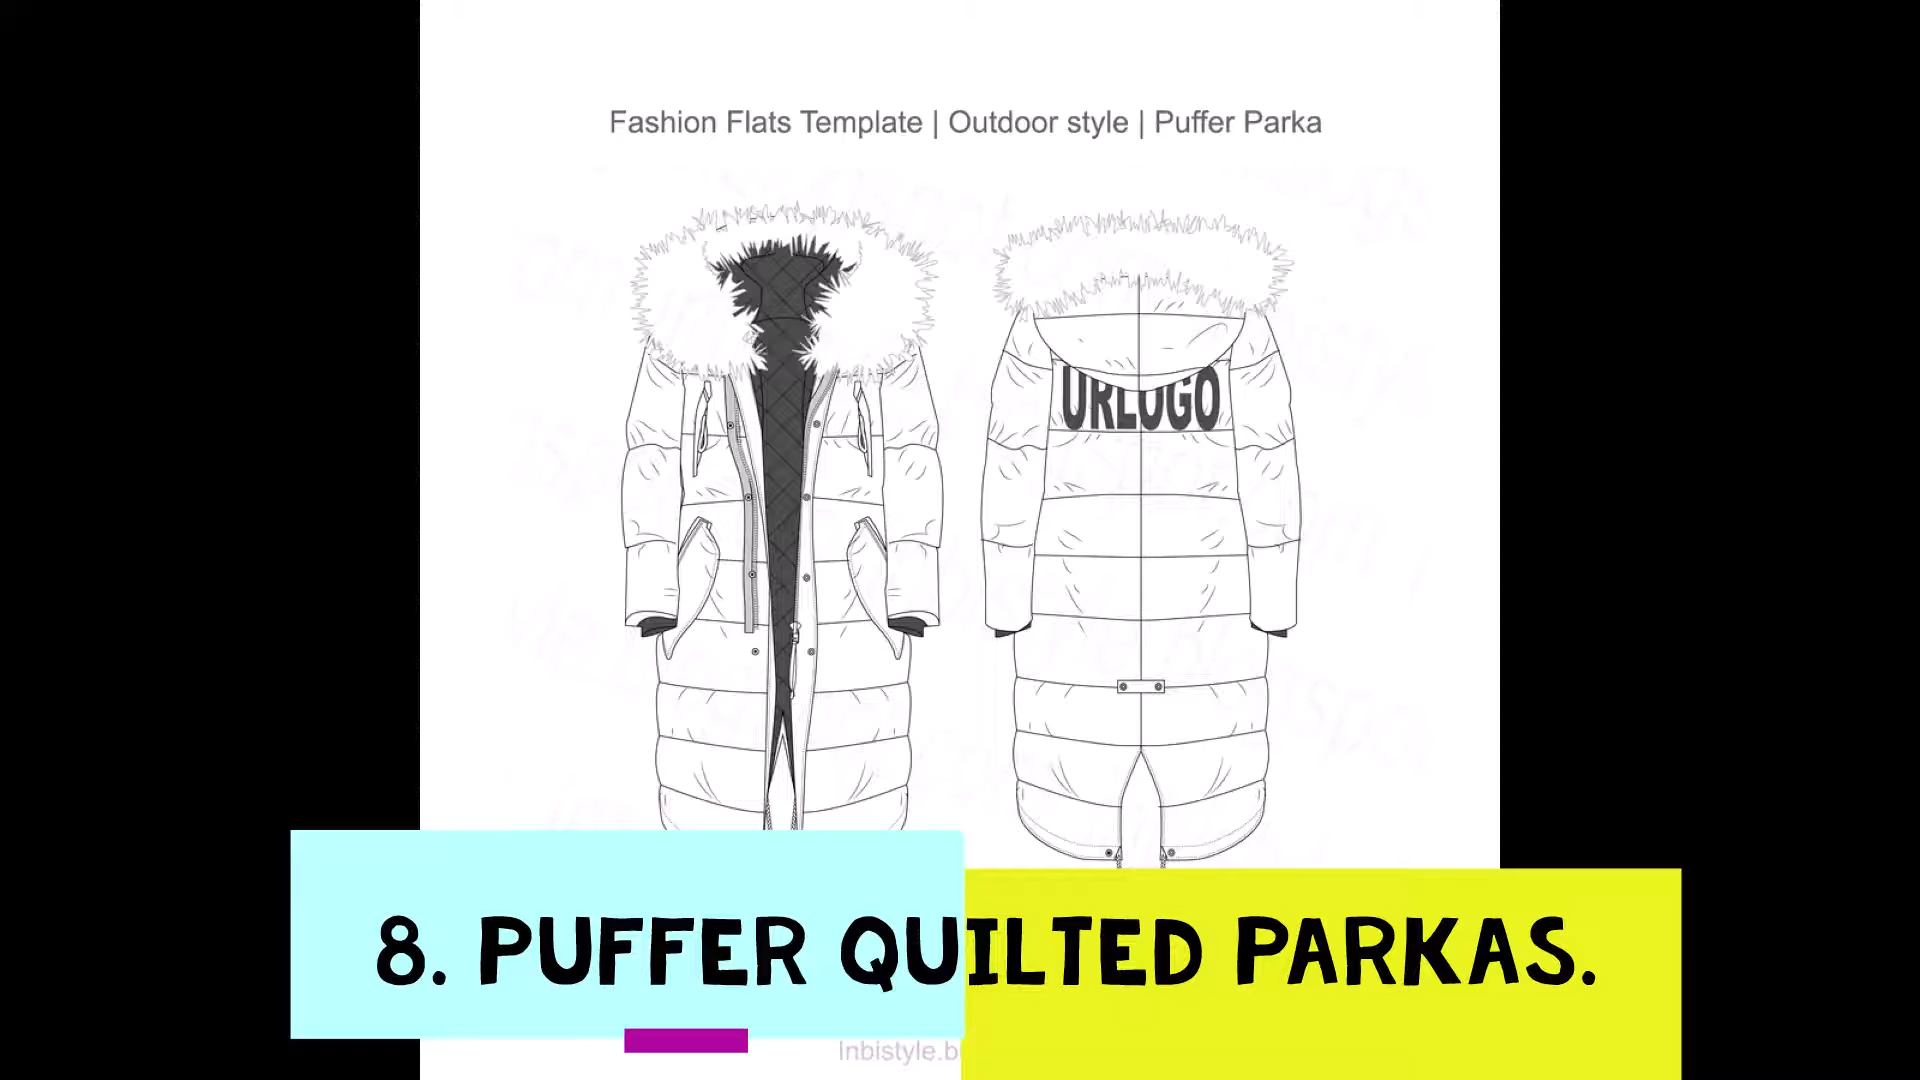 Fashion Flats Template | Outdoor style | Puffer Parka
URLOGO
8. PUFFER QUILTED PARKAS.
Inbistyle.b